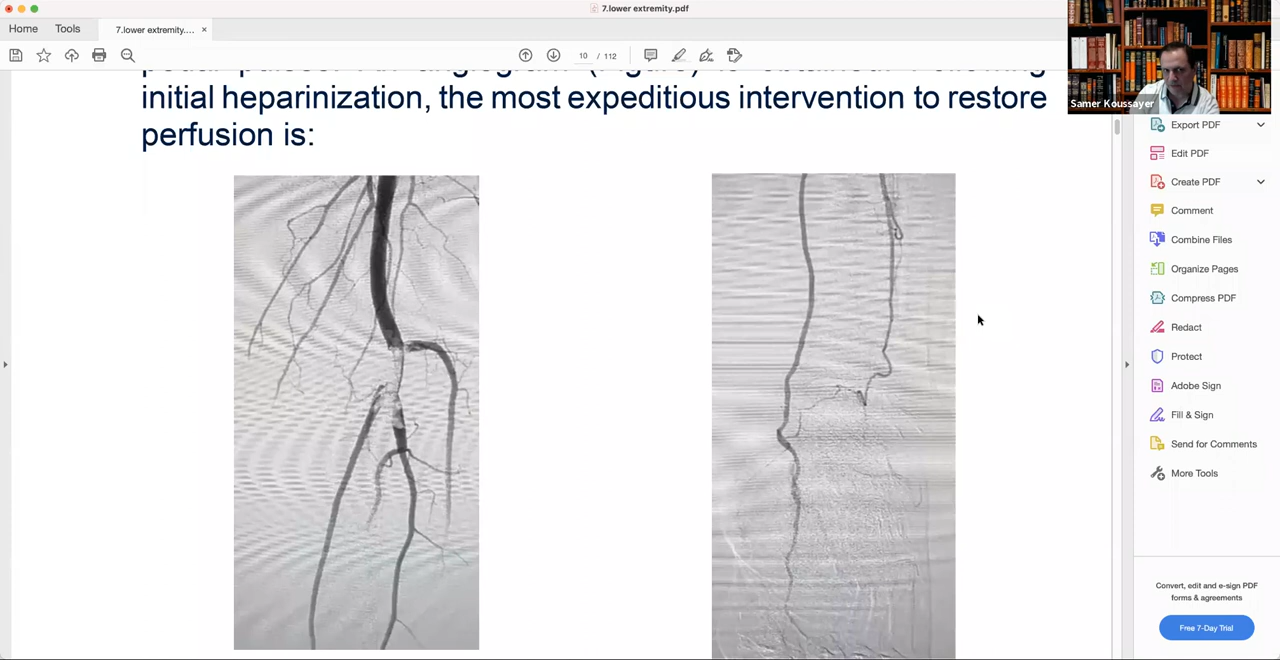 7.lower extremity.pdf
Home
Tools
7.lower extremity....
10 / 112
initial heparinization, the most expeditious intervention to restore
perfusion is:
Samer Koussayer
Export PDF
Edit PDF
Create PDF
Comment
Combine Files
Organize Pages
Compress PDF
Redact
Protect
Adobe Sign
Fill & Sign
Send for Comments
More Tools
Convert, edit and e-sign PDF
forms & agreements
Free 7-Day Trial